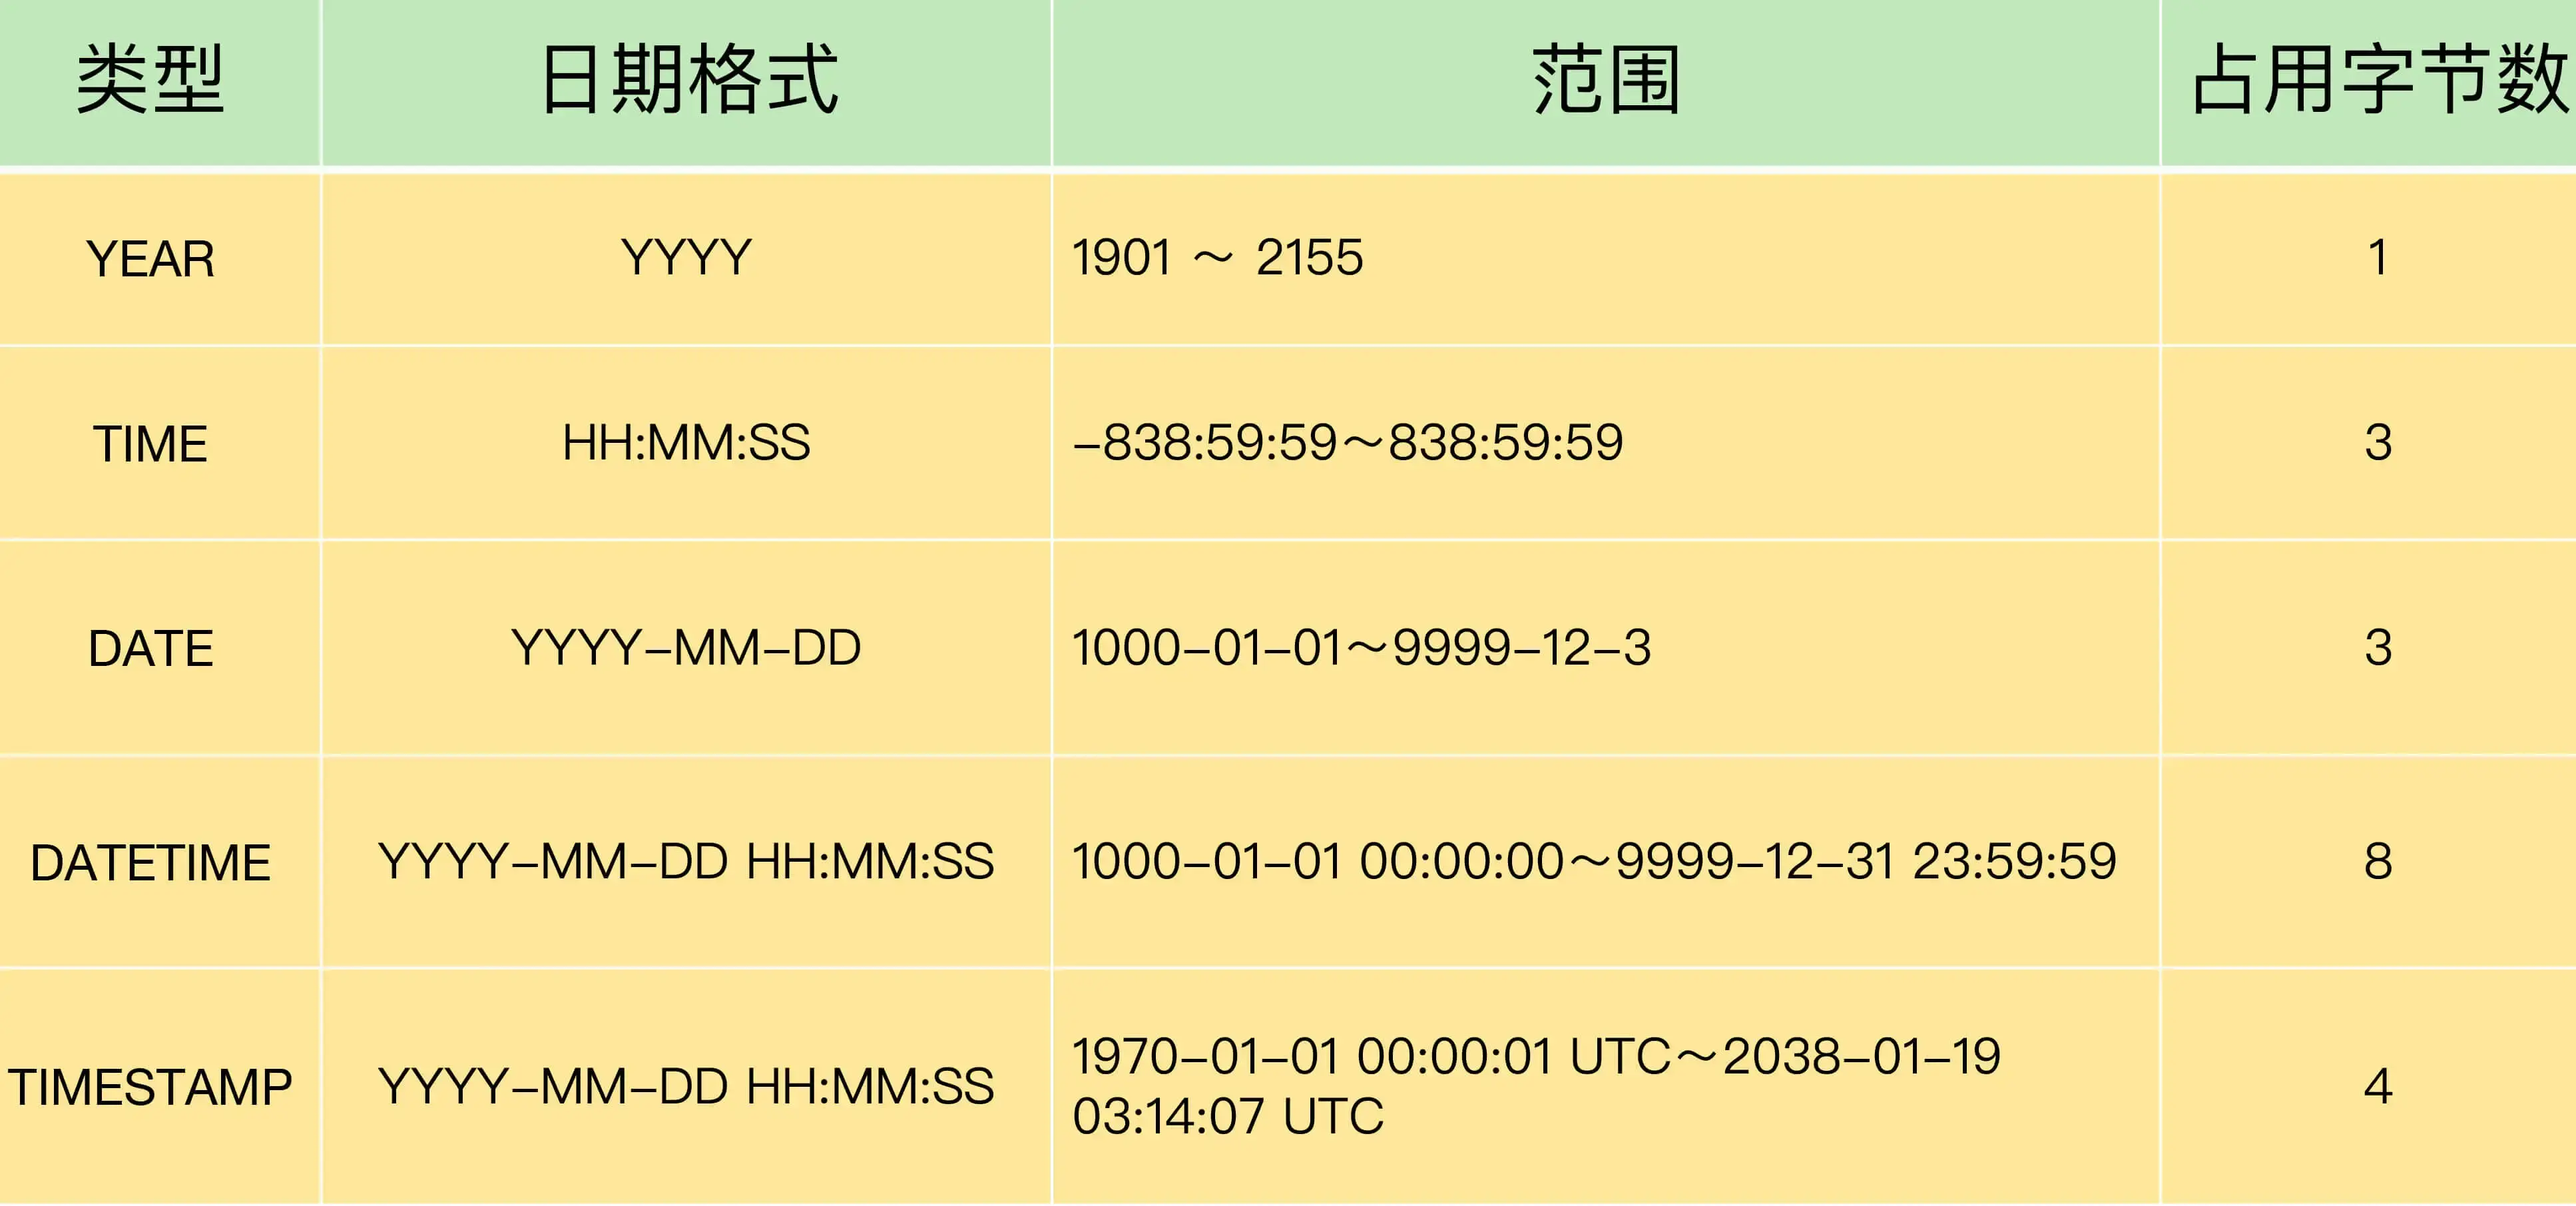 类型 日期格式 范围 占用字节数
YEAR YYYY 1901 ～ 2155 1
TIME HH:MM:SS -838:59:59～838:59:59 3
DATE YYYY-MM-DD 1000-01-01～9999-12-3 3
DATETIME YYYY-MM-DD HH:MM:SS 1000-01-01 00:00:00～9999-12-31 23:59:59 8
TIMESTAMP YYYY-MM-DD HH:MM:SS 1970-01-01 00:00:01 UTC～2038-01-19
03:14:07 UTC 4